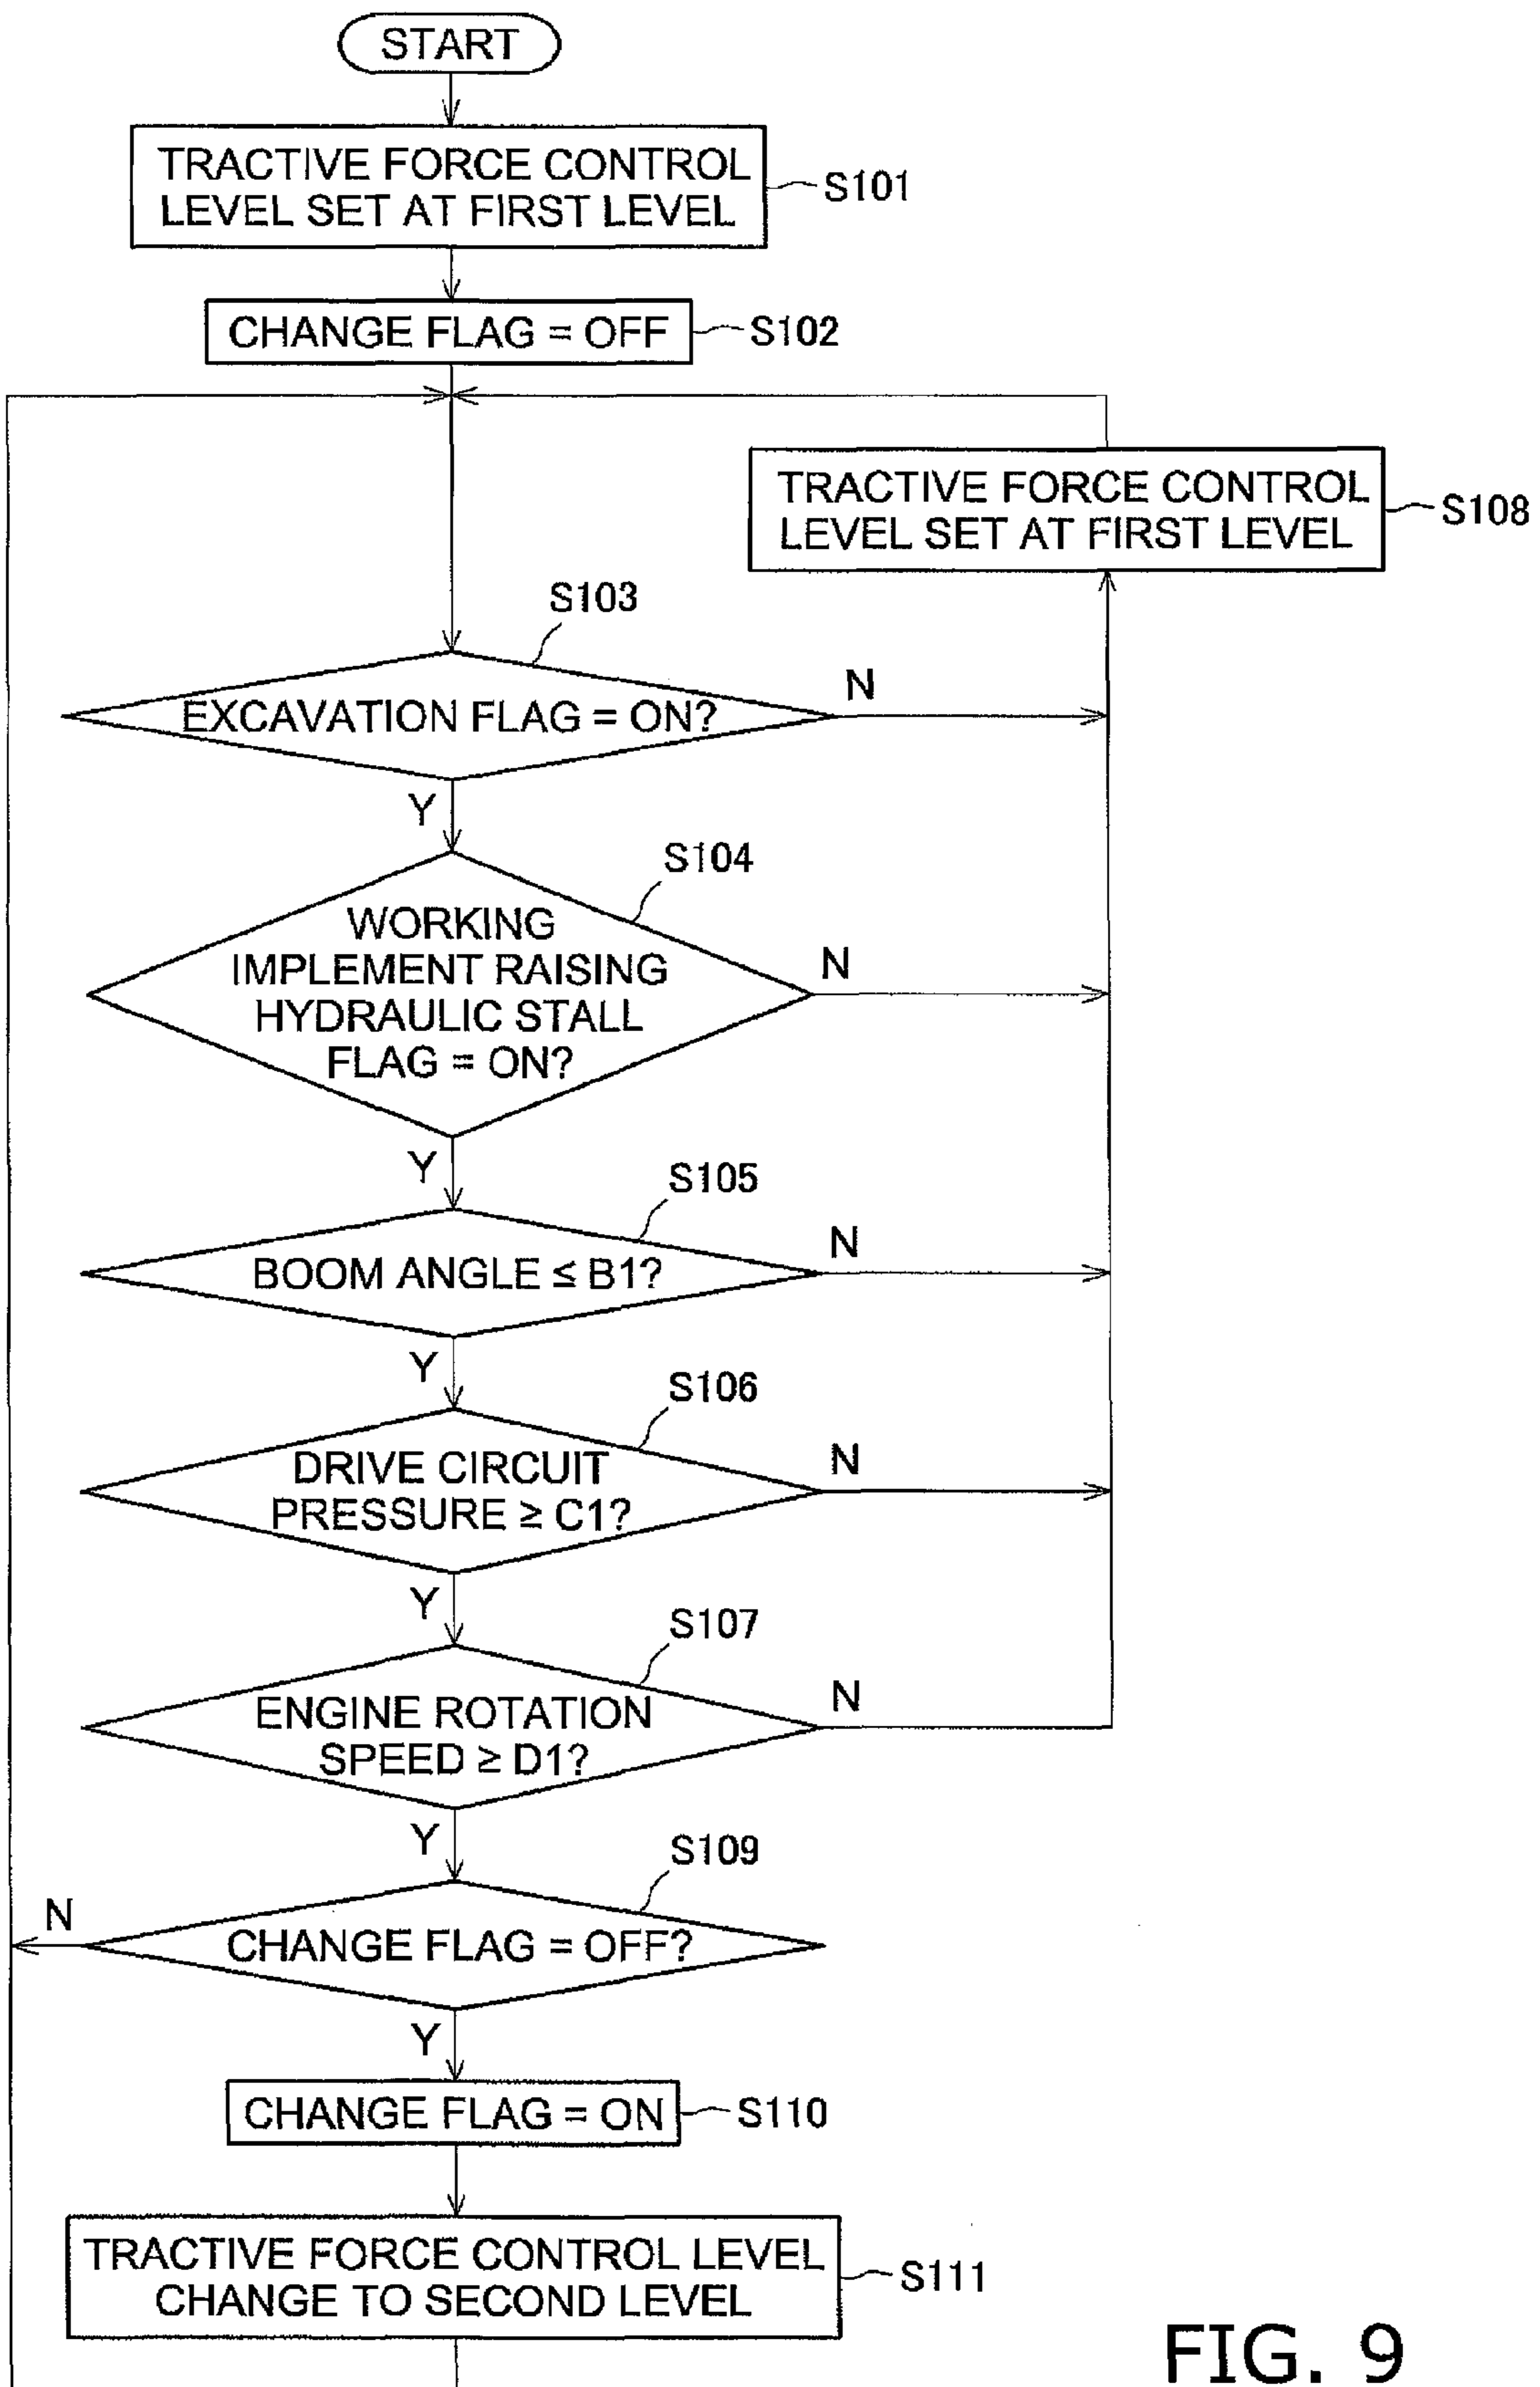 START
TRACTIVE FORCE CONTROL
LEVEL SET AT FIRST LEVEL
S101
CHANGE FLAG = OFF
S102
TRACTIVE FORCE CONTROL
LEVEL SET AT FIRST LEVEL
S108
S103
EXCAVATION FLAG = ON?
N
Y
S104
WORKING
IMPLEMENT RAISING
HYDRAULIC STALL
FLAG = ON?
N
Y
S105
BOOM ANGLE ≤ B1?
N
Y
S106
DRIVE CIRCUIT
PRESSURE ≥ C1?
N
Y
S107
ENGINE ROTATION
SPEED ≥ D1?
N
Y
S109
CHANGE FLAG = OFF?
N
Y
CHANGE FLAG = ON
S110
TRACTIVE FORCE CONTROL LEVEL
CHANGE TO SECOND LEVEL
S111
FIG. 9